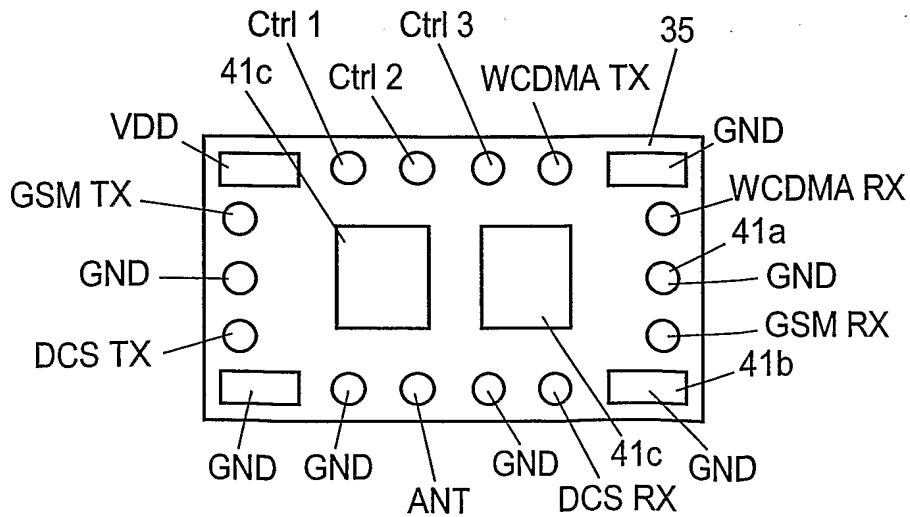 Ctrl 1
Ctrl 3
35
41c
Ctrl 2
WCDMA TX
VDD
GND
GSM TX
WCDMA RX
41a
GND
GND
DCS TX
GSM RX
41b
GND
GND
GND
41c
GND
ANT
DCS RX